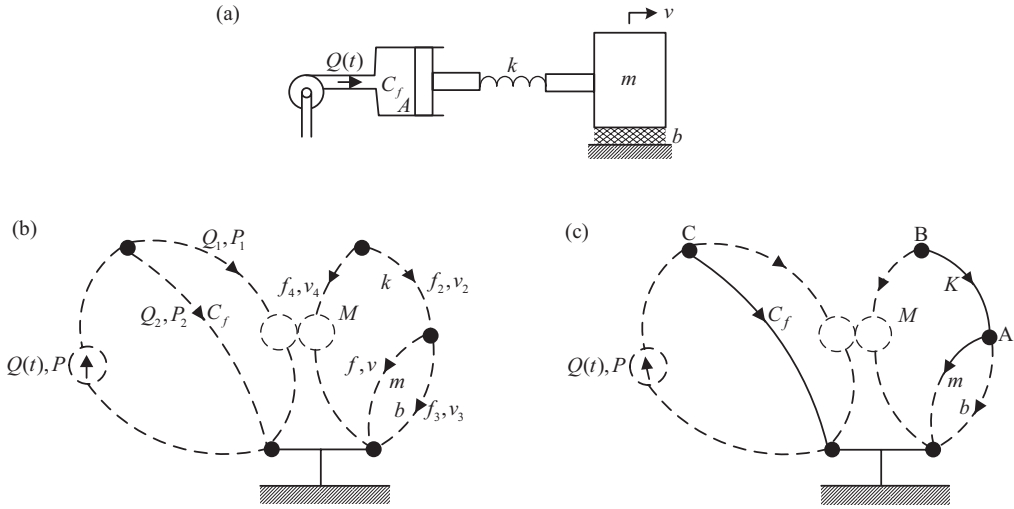 (a)
v
Q(t)
k
C_f
A
m
b
(b)
Q_1, P_1
Q_2, P_2
C_f
f_4, v_4
k
f_2, v_2
M
Q(t), P
f, v
m
b
f_3, v_3
(c)
C
B
K
C_f
M
A
Q(t), P
m
b